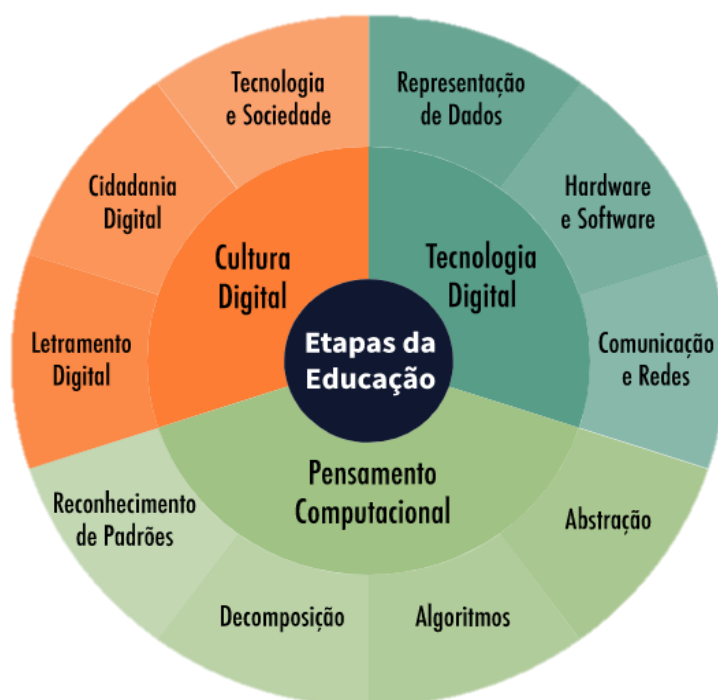 Tecnologia
e Sociedade
Representação
de Dados
Cidadania
Digital
Hardware
e Software
Cultura
Digital
Tecnologia
Digital
Letramento
Digital
Etapas da
Educação
Comunicação
e Redes
Pensamento
Computacional
Reconhecimento
de Padrões
Abstração
Decomposição
Algoritmos